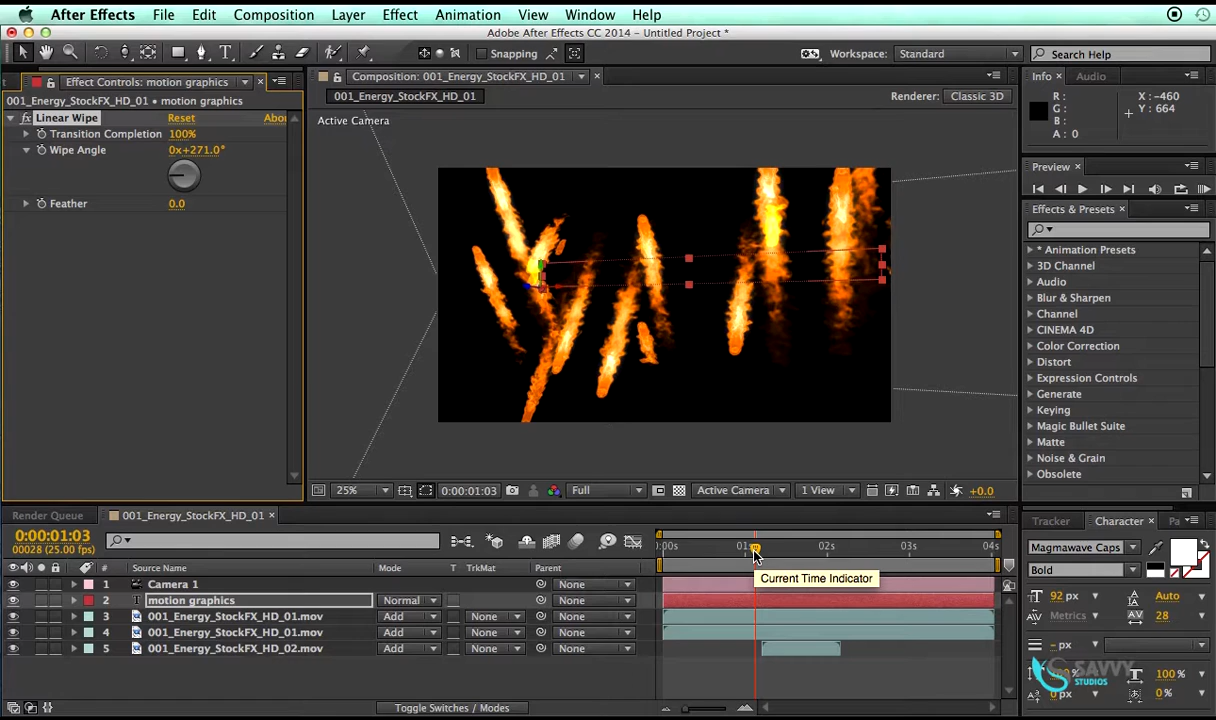 After Effects File Edit Composition Layer Effect Animation View Window Help
Adobe After Effects CC 2014 - Untitled Project *
Snapping Workspace: Standard Search Help
Effect Controls: motion graphics
001_Energy_StockFX_HD_01 • motion graphics
fx Linear Wipe Reset Abou
Transition Completion 100%
Wipe Angle 0x+271.0°
Feather 0.0
Composition: 001_Energy_StockFX_HD_01
001_Energy_StockFX_HD_01 Renderer: Classic 3D
Active Camera
Info Audio
R: X: -460
G: Y: 664
B:
A: 0
Preview
Effects & Presets
* Animation Presets
3D Channel
Audio
Blur & Sharpen
Channel
CINEMA 4D
Color Correction
Distort
Expression Controls
Generate
Keying
Magic Bullet Suite
Matte
Noise & Grain
Obsolete
25% 0:00:01:03 Full Active Camera 1 View +0.0
Render Queue 001_Energy_StockFX_HD_01
0:00:01:03
00028 (25.00 fps)
:00s 01s 02s 03s 04s
# Source Name Mode T TrkMat Parent
1 Camera 1 None
2 T motion graphics Normal None
3 001_Energy_StockFX_HD_01.mov Add None None
4 001_Energy_StockFX_HD_01.mov Add None None
5 001_Energy_StockFX_HD_02.mov Add None None
Current Time Indicator
Toggle Switches / Modes
Tracker Character Pa
Magmawave Caps
Bold
92 px Auto
Metrics 28
- px
100%
px 0%
SAVVY
STUDIOS